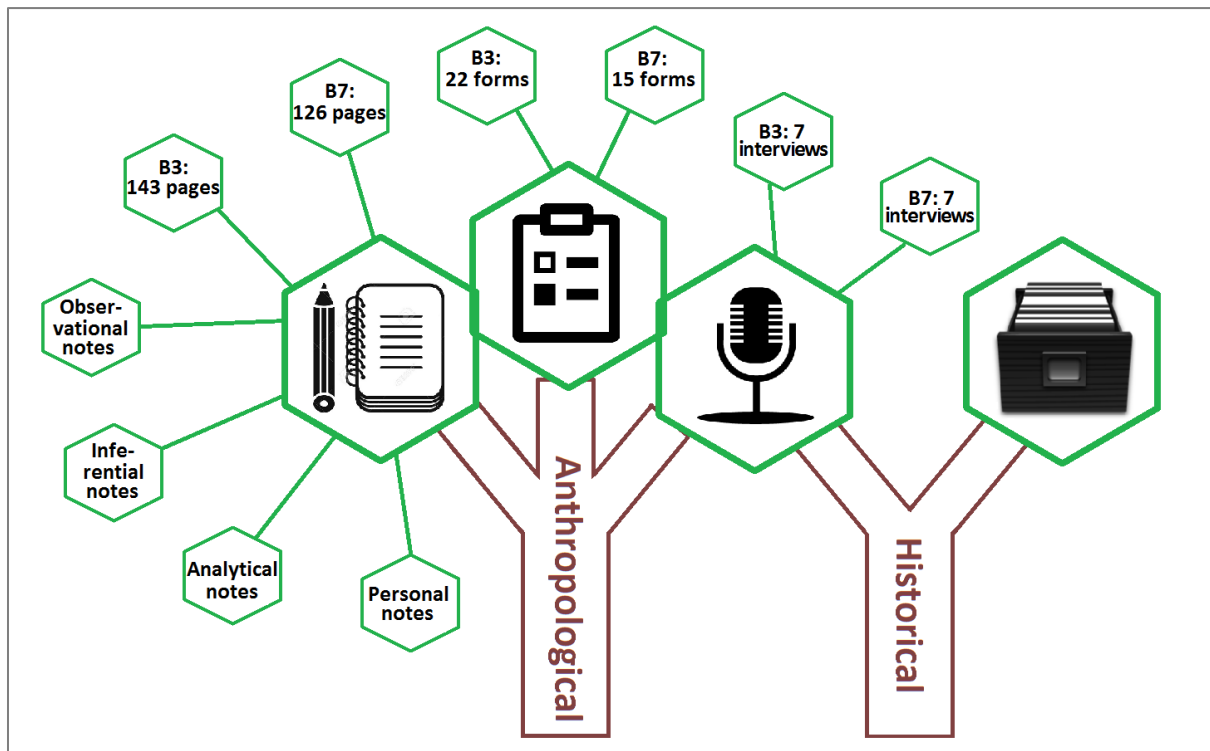 B3:
22 forms
B7:
15 forms
B7:
126 pages
B3: 7
interviews
B3:
143 pages
B7: 7
interviews
Obser-
vational
notes
Infe-
rential
notes
Analytical
notes
Personal
notes
Anthropological
Historical